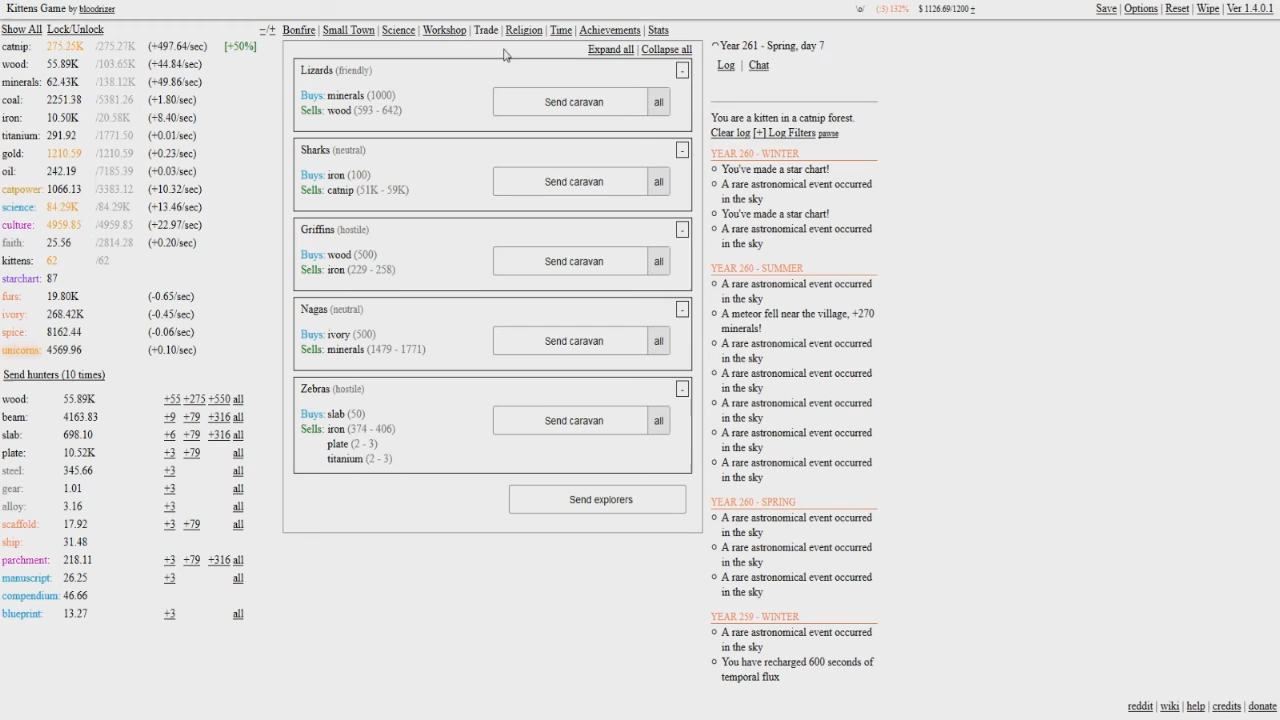 Kittens Game by bloodrizer
\o/ (:3) 132% $ 1126.69/1200 +
Save | Options | Reset | Wipe | Ver 1.4.0.1
Show All Lock/Unlock −/+
catnip: 275.25K /275.27K (+497.64/sec) [+50%]
wood: 55.89K /103.65K (+44.84/sec)
minerals: 62.43K /138.12K (+49.86/sec)
coal: 2251.38 /5381.26 (+1.80/sec)
iron: 10.50K /20.58K (+8.40/sec)
titanium: 291.92 /1771.50 (+0.01/sec)
gold: 1210.59 /1210.59 (+0.23/sec)
oil: 242.19 /7185.39 (+0.03/sec)
catpower: 1066.13 /3383.12 (+10.32/sec)
science: 84.29K /84.29K (+13.46/sec)
culture: 4959.85 /4959.85 (+22.97/sec)
faith: 25.56 /2814.28 (+0.20/sec)
kittens: 62 /62
starchart: 87
furs: 19.80K (-0.65/sec)
ivory: 268.42K (-0.45/sec)
spice: 8162.44 (-0.06/sec)
unicorns: 4569.96 (+0.10/sec)
Send hunters (10 times)
wood: 55.89K +55 +275 +550 all
beam: 4163.83 +9 +79 +316 all
slab: 698.10 +6 +79 +316 all
plate: 10.52K +3 +79 all
steel: 345.66 +3 all
gear: 1.01 +3 all
alloy: 3.16 +3 all
scaffold: 17.92 +3 +79 all
ship: 31.48
parchment: 218.11 +3 +79 +316 all
manuscript: 26.25 +3 all
compendium: 46.66
blueprint: 13.27 +3 all
Bonfire | Small Town | Science | Workshop | Trade | Religion | Time | Achievements | Stats
Expand all | Collapse all
Lizards (friendly) -
Buys: minerals (1000)
Sells: wood (593 - 642)
Send caravan all
Sharks (neutral) -
Buys: iron (100)
Sells: catnip (51K - 59K)
Send caravan all
Griffins (hostile) -
Buys: wood (500)
Sells: iron (229 - 258)
Send caravan all
Nagas (neutral) -
Buys: ivory (500)
Sells: minerals (1479 - 1771)
Send caravan all
Zebras (hostile) -
Buys: slab (50)
Sells: iron (374 - 406)
plate (2 - 3)
titanium (2 - 3)
Send caravan all
Send explorers
Year 261 - Spring, day 7
Log | Chat
You are a kitten in a catnip forest.
Clear log [+] Log Filters pawse
YEAR 260 - WINTER
You've made a star chart!
A rare astronomical event occurred
in the sky
You've made a star chart!
A rare astronomical event occurred
in the sky
YEAR 260 - SUMMER
A rare astronomical event occurred
in the sky
A meteor fell near the village, +270
minerals!
A rare astronomical event occurred
in the sky
A rare astronomical event occurred
in the sky
A rare astronomical event occurred
in the sky
A rare astronomical event occurred
in the sky
A rare astronomical event occurred
in the sky
YEAR 260 - SPRING
A rare astronomical event occurred
in the sky
A rare astronomical event occurred
in the sky
A rare astronomical event occurred
in the sky
YEAR 259 - WINTER
A rare astronomical event occurred
in the sky
You have recharged 600 seconds of
temporal flux
reddit | wiki | help | credits | donate